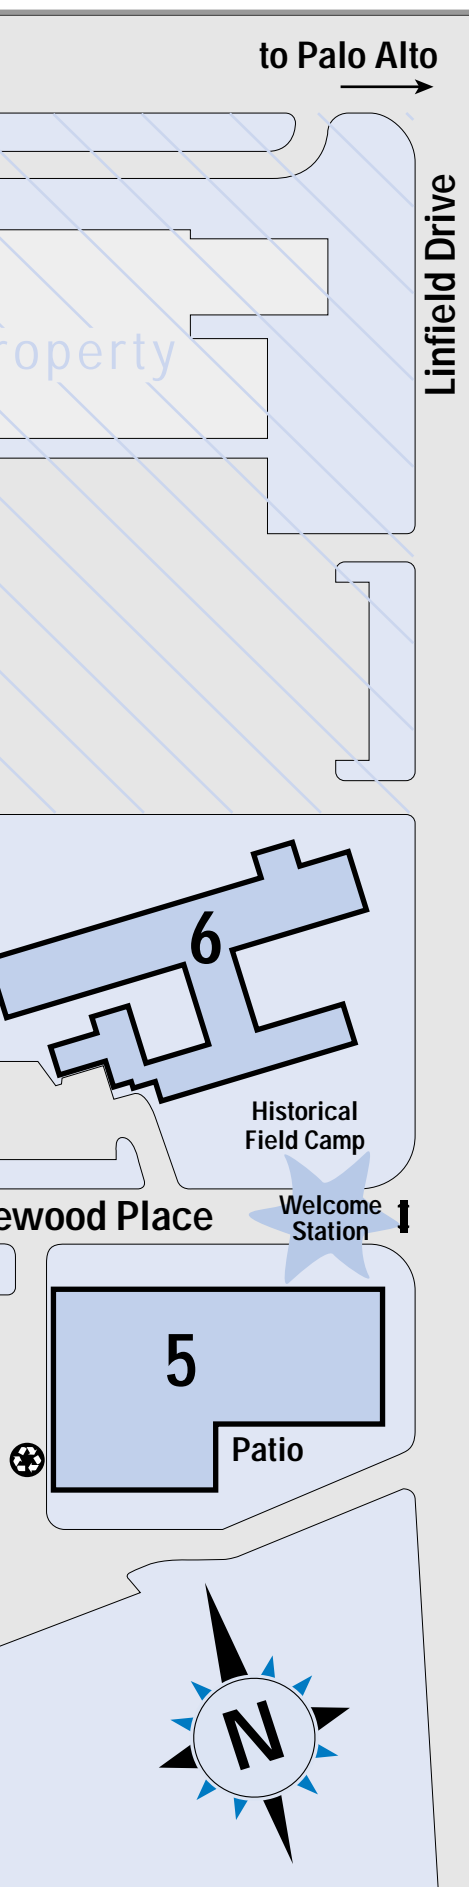 to Palo Alto
Linfield Drive
roperty
6
Historical
Field Camp
Welcome
Station
ewood Place
5
Patio
N